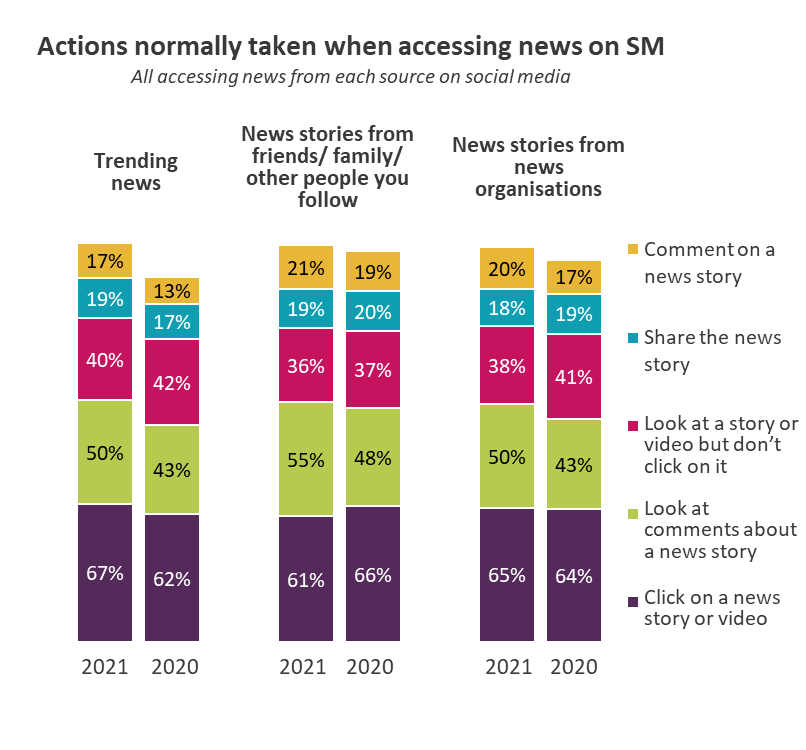 Actions normally taken when accessing news on SM
All accessing news from each source on social media
Trending
news
News stories from
friends/ family/
other people you
follow
News stories from
news
organisations
17%
19%
40%
50%
67%
13%
17%
42%
43%
62%
21%
19%
36%
55%
61%
19%
20%
37%
48%
66%
20%
18%
38%
50%
65%
17%
19%
41%
43%
64%
2021
2020
2021
2020
2021
2020
Comment on a
news story
Share the news
story
Look at a story or
video but don’t
click on it
Look at
comments about
a news story
Click on a news
story or video